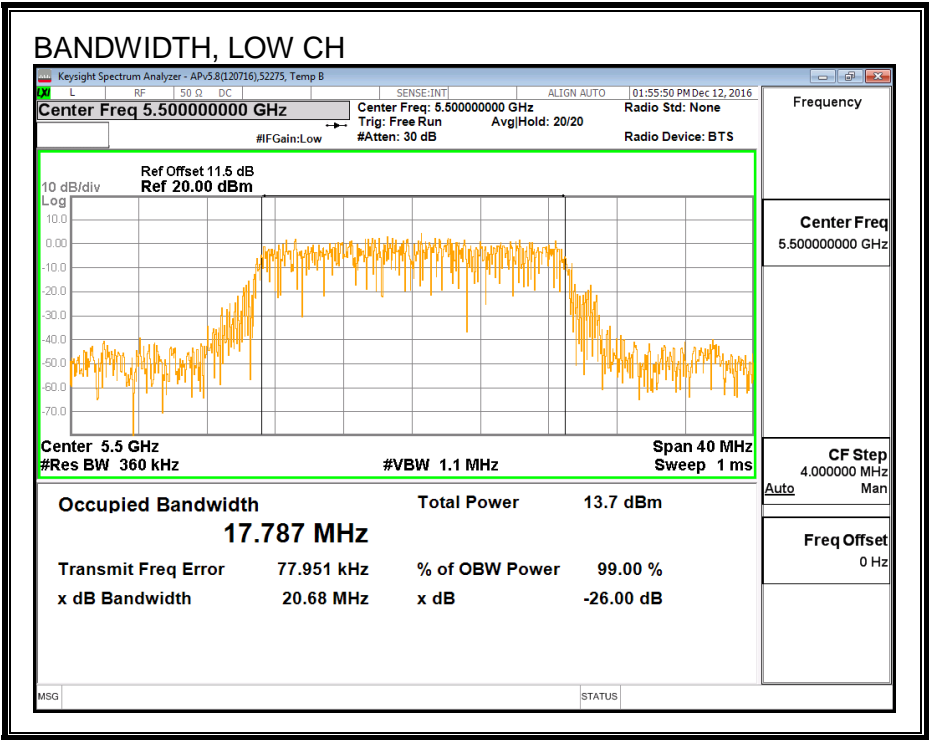 BANDWIDTH, LOW CH
Keysight Spectrum Analyzer - APv5.8(120716),52275, Temp B
LXI L RF 50 Ω DC SENSE:INT ALIGN AUTO 01:55:50 PM Dec 12, 2016
Center Freq 5.500000000 GHz
Center Freq: 5.500000000 GHz
Radio Std: None
Trig: Free Run Avg|Hold: 20/20
#IFGain:Low
#Atten: 30 dB
Radio Device: BTS
Ref Offset 11.5 dB
10 dB/div Ref 20.00 dBm
Log
10.0
0.00
-10.0
-20.0
-30.0
-40.0
-50.0
-60.0
-70.0
Center 5.5 GHz Span 40 MHz
#Res BW 360 kHz #VBW 1.1 MHz Sweep 1 ms
Occupied Bandwidth Total Power 13.7 dBm
17.787 MHz
Transmit Freq Error 77.951 kHz % of OBW Power 99.00 %
x dB Bandwidth 20.68 MHz x dB -26.00 dB
MSG STATUS
Frequency
Center Freq
5.500000000 GHz
CF Step
4.000000 MHz
Auto Man
Freq Offset
0 Hz